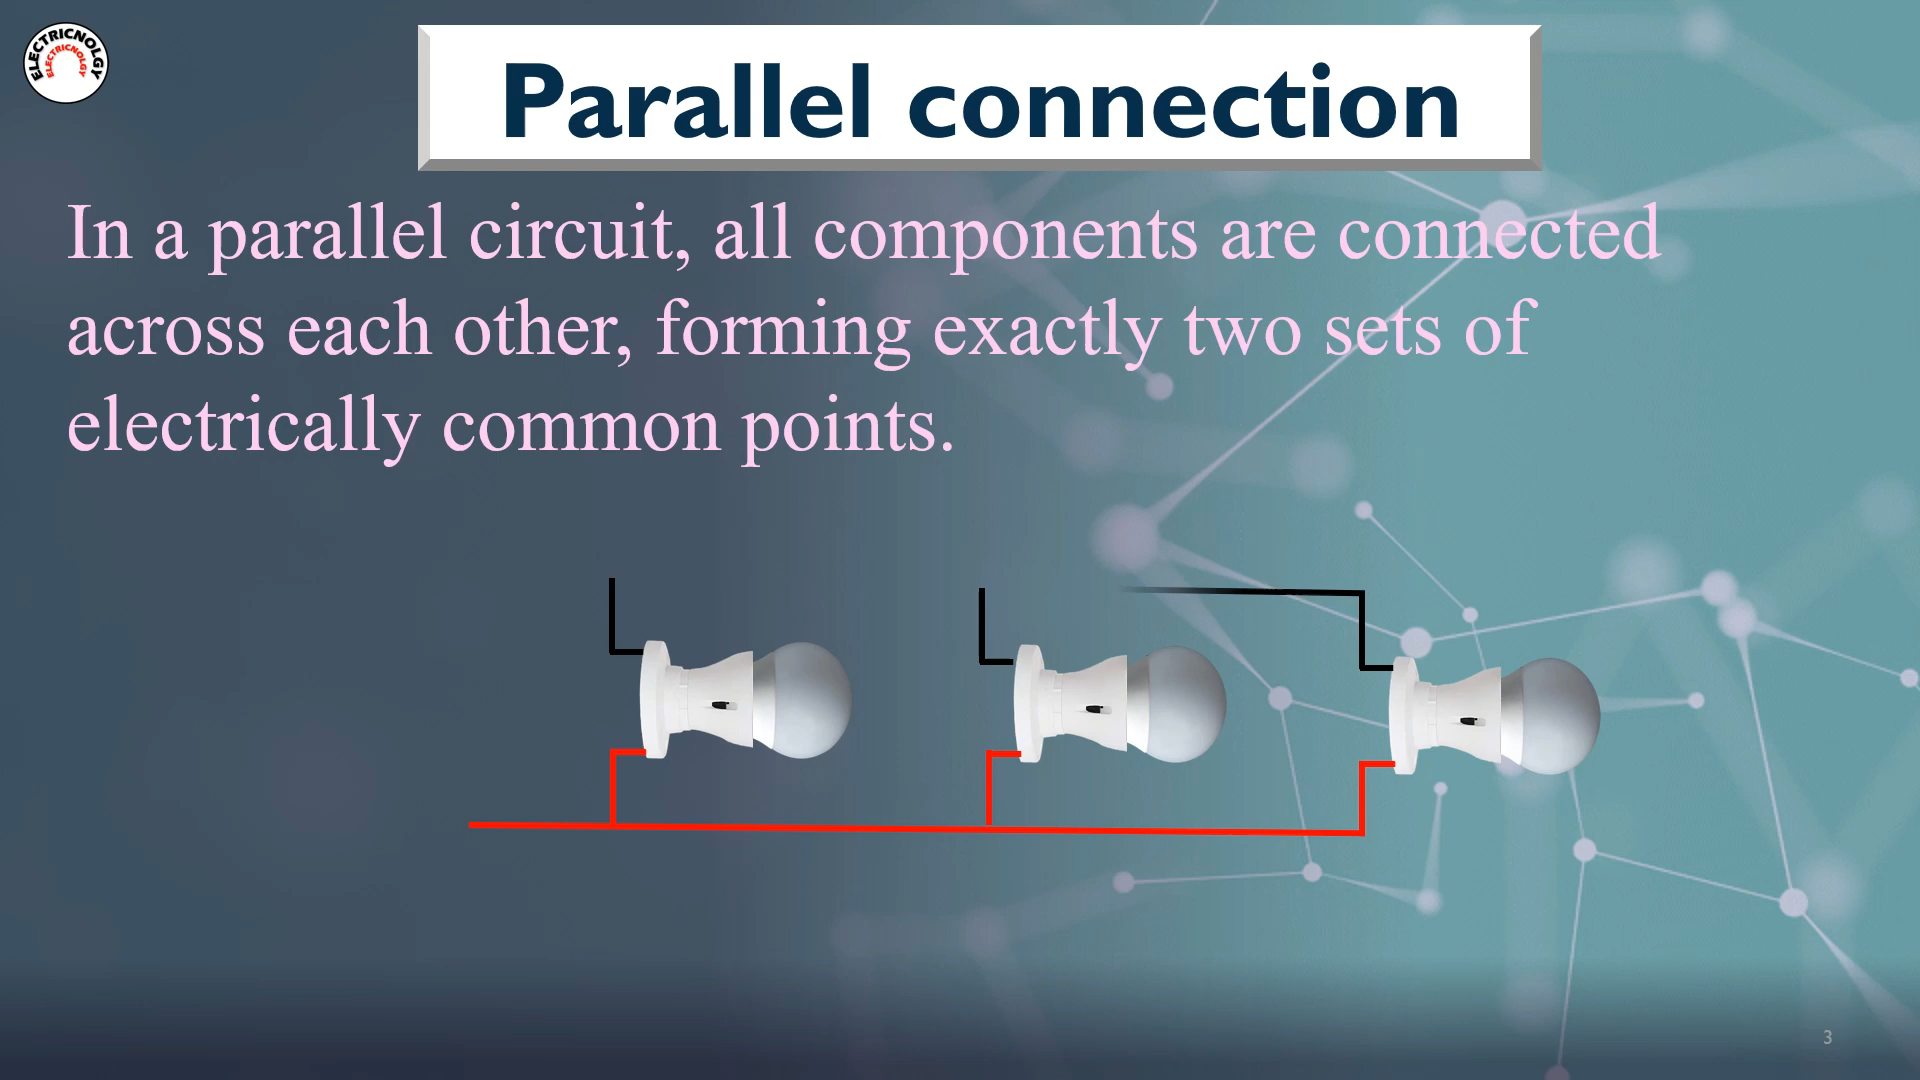 ELECTRICNOLGY
ELECTRICNOLGY
Parallel connection
In a parallel circuit, all components are connected
across each other, forming exactly two sets of
electrically common points.
3